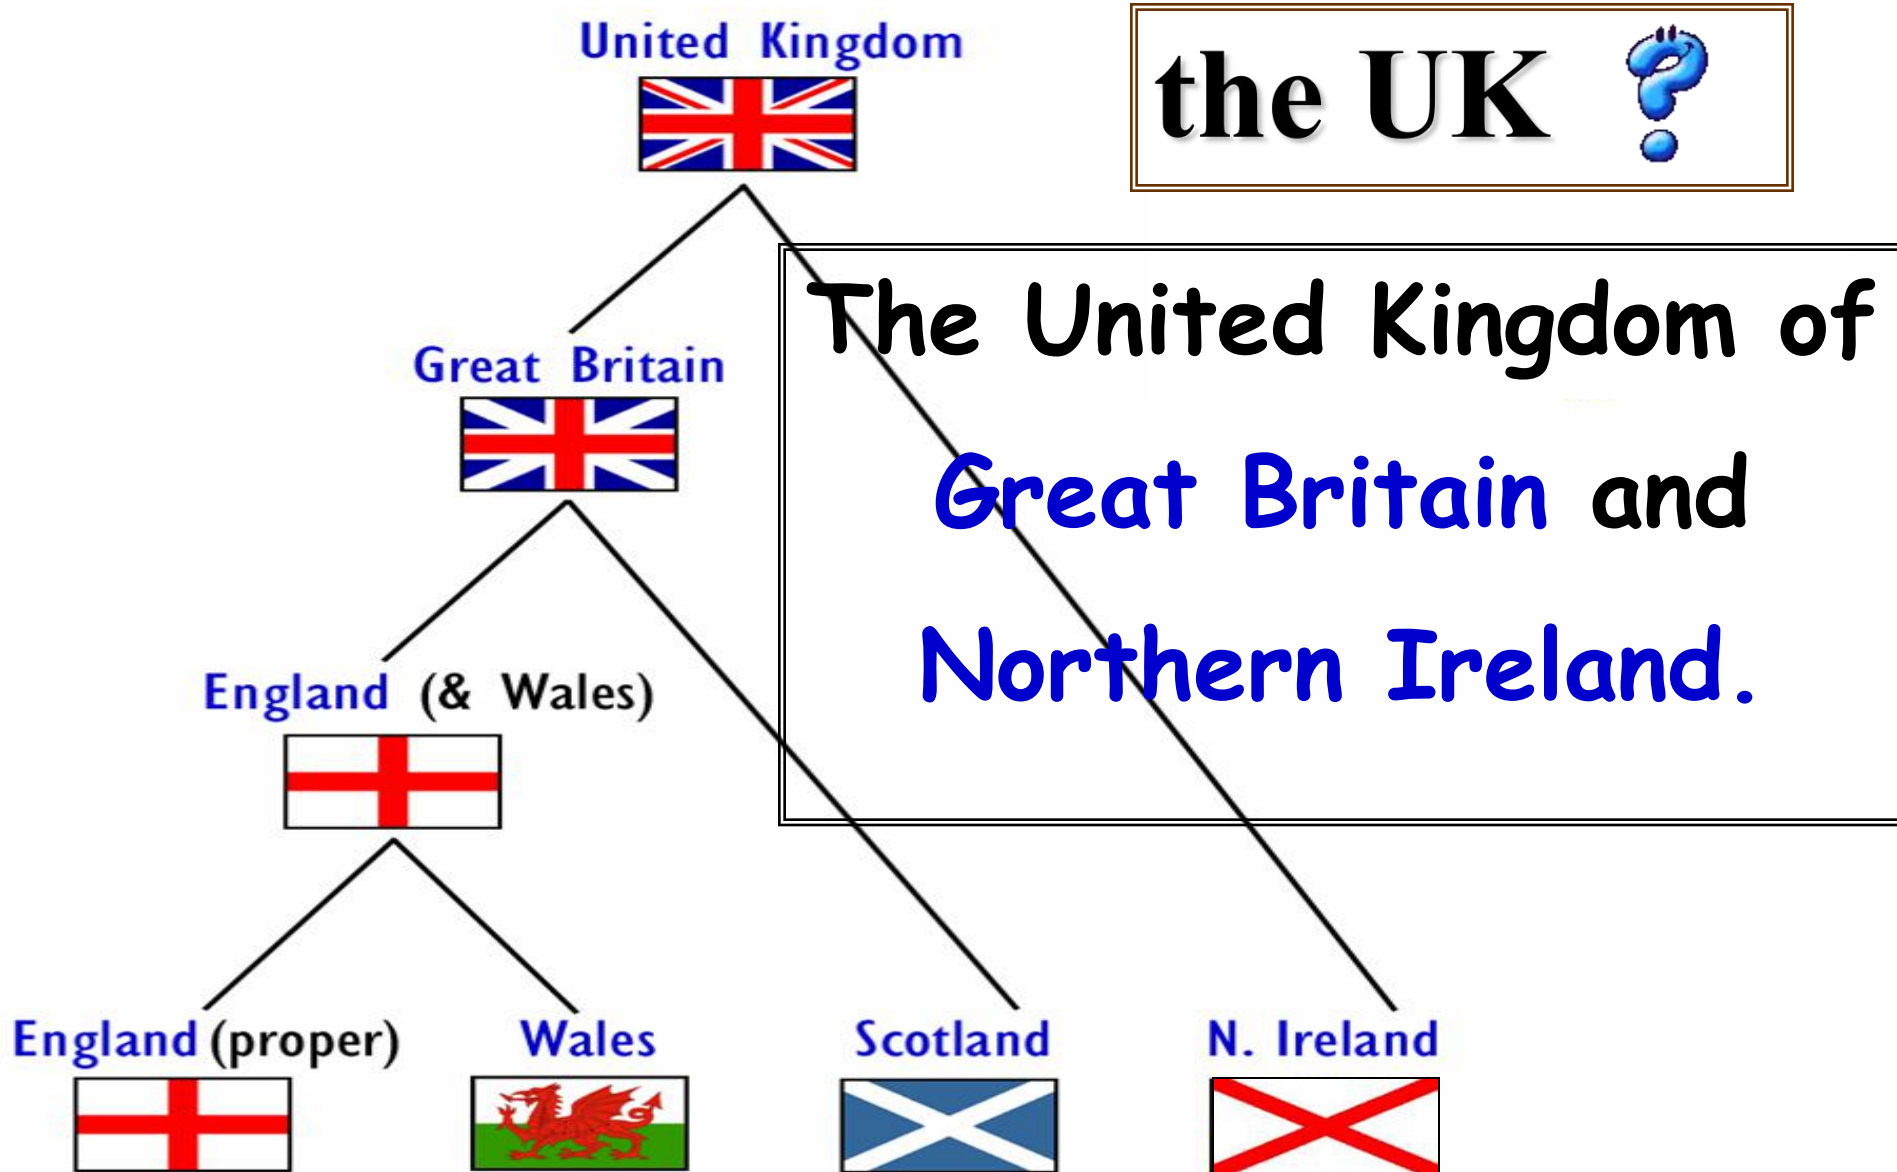 United Kingdom
the UK ?
The United Kingdom of
Great Britain
Great Britain and
Northern Ireland.
England (& Wales)
England (proper)
Wales
Scotland
N. Ireland